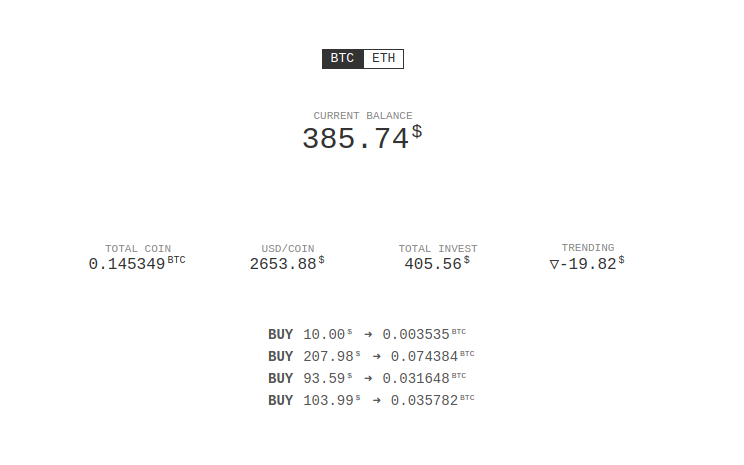 BTC ETH
CURRENT BALANCE
385.74$
TOTAL COIN USD/COIN TOTAL INVEST TRENDING
0.145349BTC 2653.88$ 405.56$ ▽-19.82$
BUY 10.00$ ➔ 0.003535BTC
BUY 207.98$ ➔ 0.074384BTC
BUY 93.59$ ➔ 0.031648BTC
BUY 103.99$ ➔ 0.035782BTC